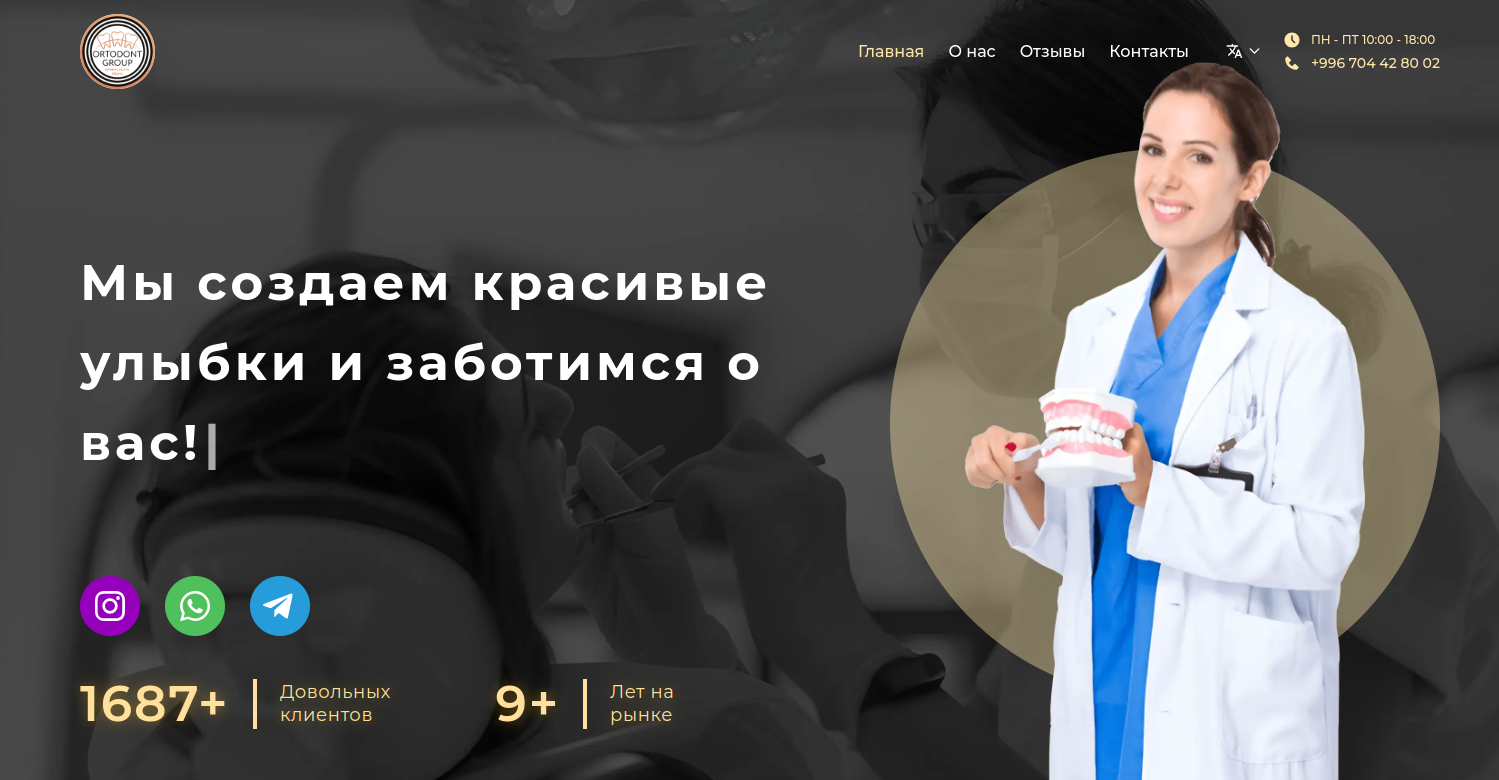 ORTODONT
GROUP
Главная
О нас
Отзывы
Контакты
ПН - ПТ 10:00 - 18:00
+996 704 42 80 02
Мы создаем красивые
улыбки и заботимся о
вас!|
1687+
Довольных
клиентов
9+
Лет на
рынке